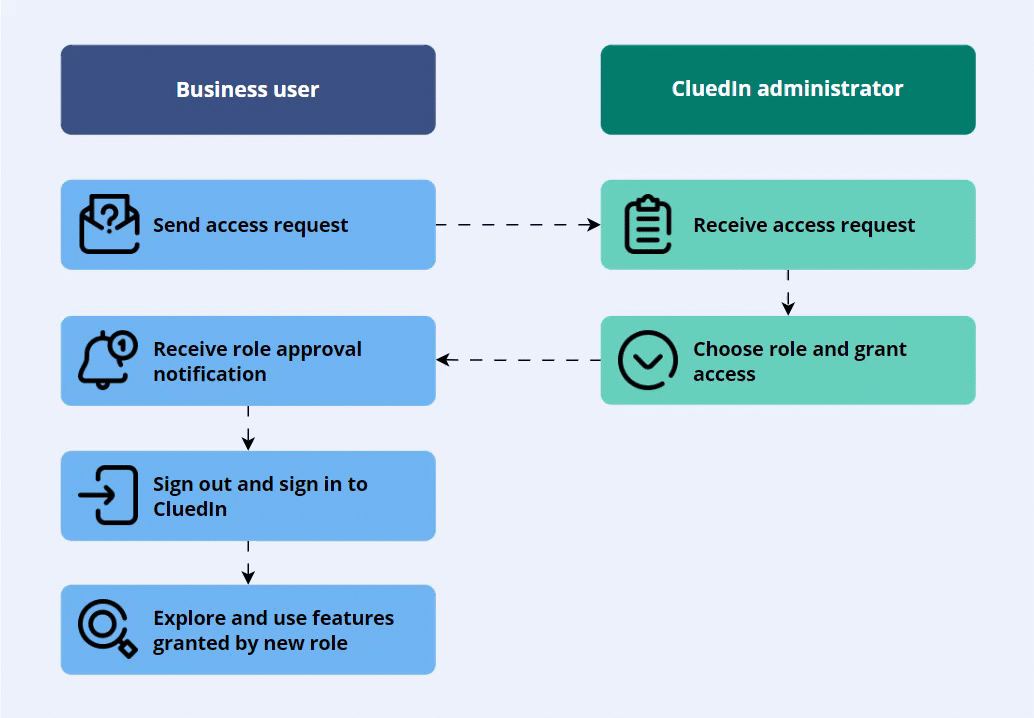 Business user
CluedIn administrator
Send access request
Receive access request
Receive role approval
notification
Choose role and grant
access
Sign out and sign in to
CluedIn
Explore and use features
granted by new role